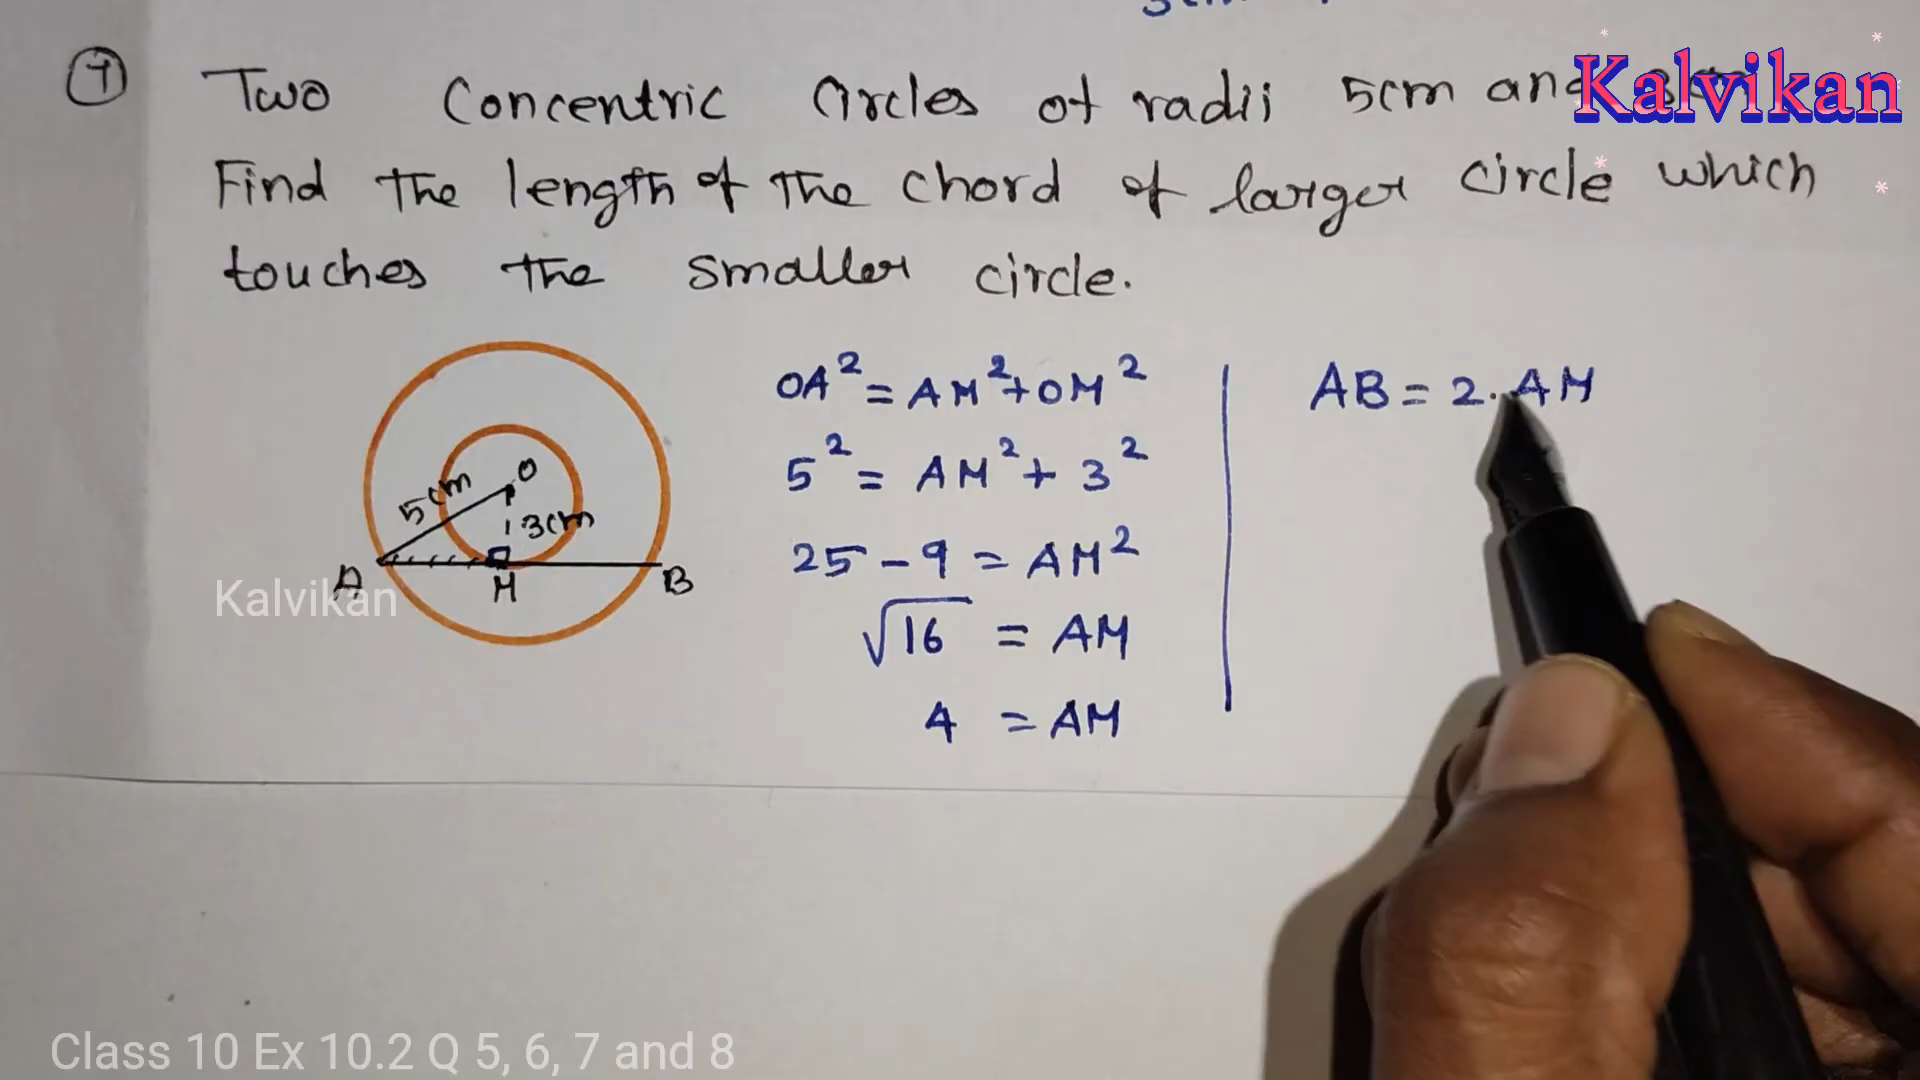 7 Two Concentric Circles of radii 5cm and
Find the length of the chord of larger circle which
touches the smaller circle.
5cm
O
3cm
A
M
B
OA² = AM² + OM²
5² = AM² + 3²
25 - 9 = AM²
√16 = AM
4 = AM
AB = 2. AM
Kalvikan
Kalvikan
Class 10 Ex 10.2 Q 5, 6, 7 and 8